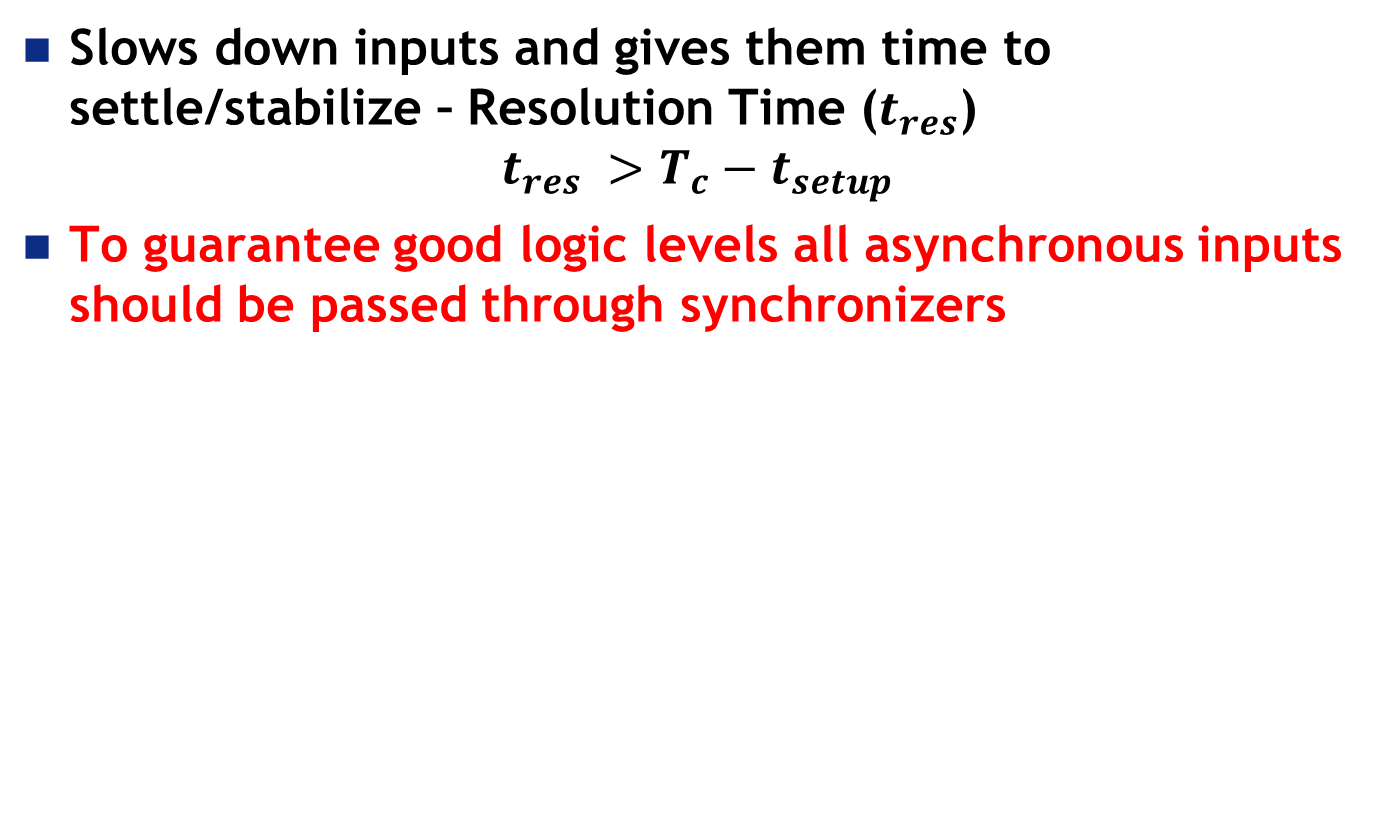 ■ Slows down inputs and gives them time to
settle/stabilize – Resolution Time (t_res)
t_res > T_c − t_setup
■ To guarantee good logic levels all asynchronous inputs
should be passed through synchronizers